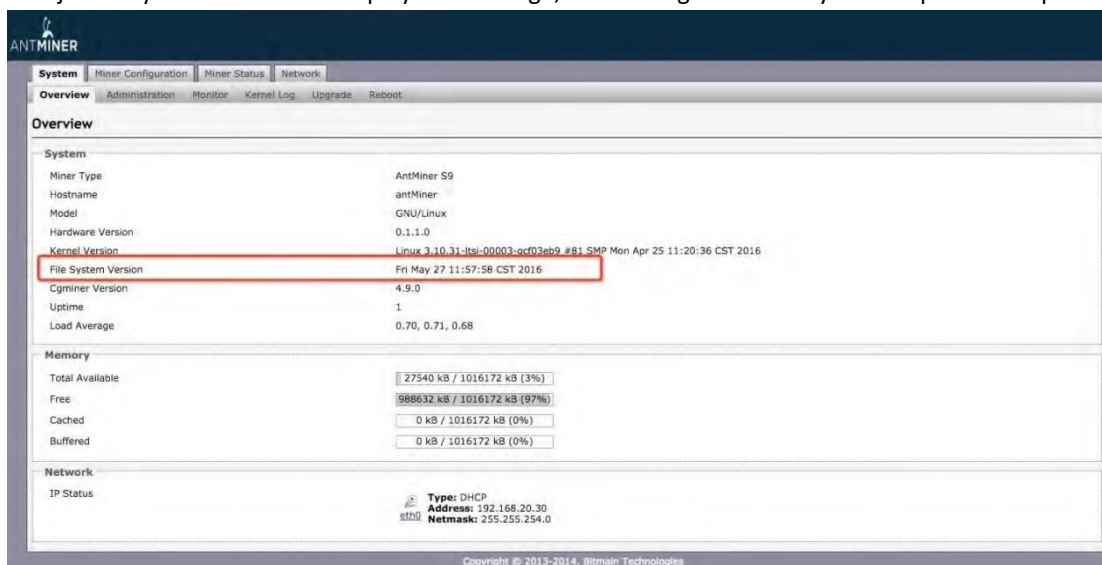 ANTMINER
System Miner Configuration Miner Status Network
Overview Administration Monitor Kernel Log Upgrade Reboot
Overview
System
Miner Type AntMiner S9
Hostname antMiner
Model GNU/Linux
Hardware Version 0.1.1.0
Kernel Version Linux 3.10.31-ltsi-00003-gcf03eb9 #81 SMP Mon Apr 25 11:20:36 CST 2016
File System Version Fri May 27 11:57:58 CST 2016
Cgminer Version 4.9.0
Uptime 1
Load Average 0.70, 0.71, 0.68
Memory
Total Available 27540 kB / 1016172 kB (3%)
Free 988632 kB / 1016172 kB (97%)
Cached 0 kB / 1016172 kB (0%)
Buffered 0 kB / 1016172 kB (0%)
Network
IP Status Type: DHCP
Address: 192.168.20.30
eth0 Netmask: 255.255.254.0
Copyright © 2013-2014, Bitmain Technologies